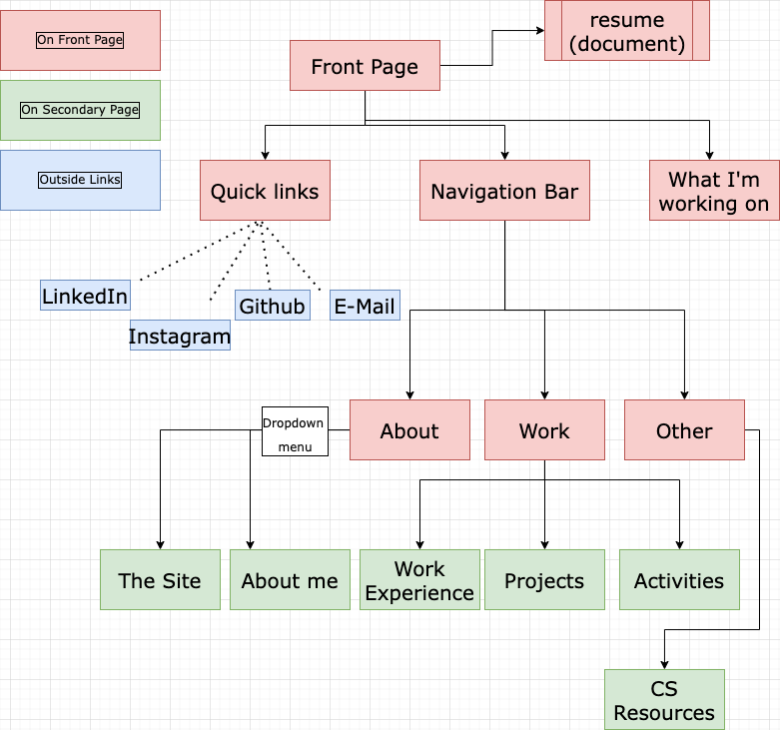 On Front Page
On Secondary Page
Outside Links
resume
(document)
Front Page
Quick links
Navigation Bar
What I'm
working on
LinkedIn
Instagram
Github
E-Mail
Dropdown
menu
About
Work
Other
The Site
About me
Work
Experience
Projects
Activities
CS
Resources